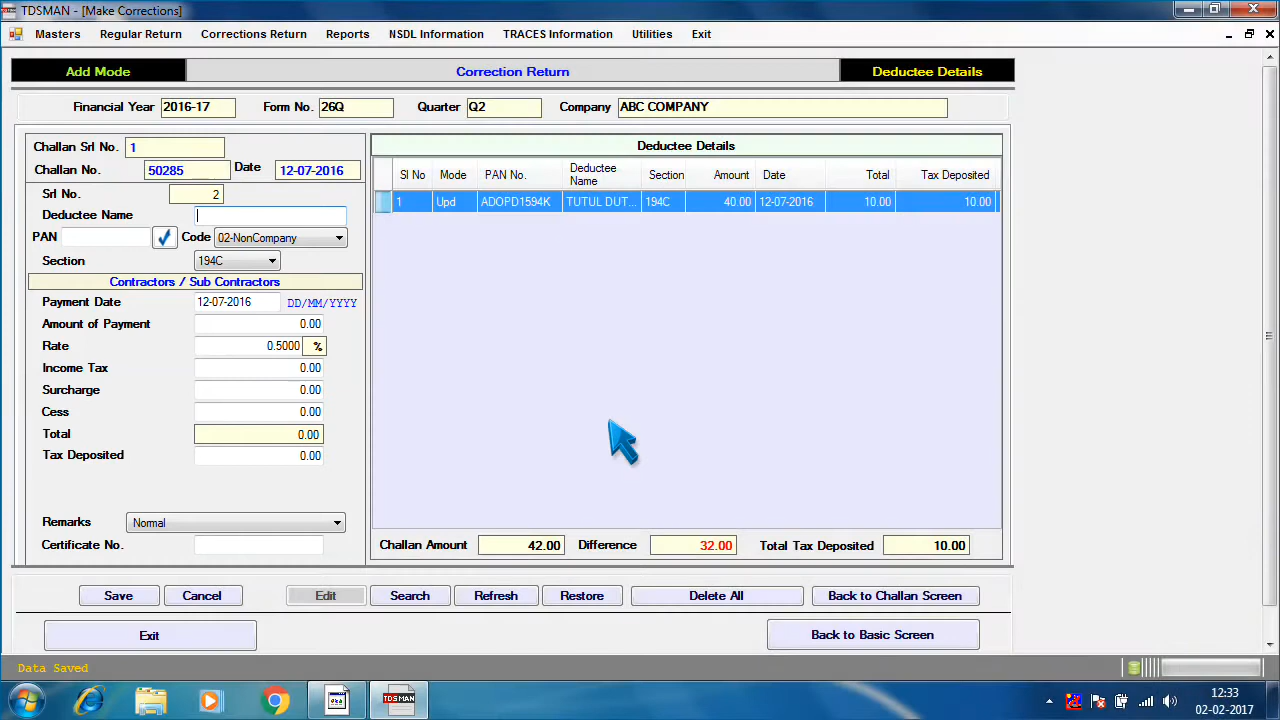 TDSMAN - [Make Corrections]
Masters Regular Return Corrections Return Reports NSDL Information TRACES Information Utilities Exit
Add Mode Correction Return Deductee Details
Financial Year 2016-17 Form No. 26Q Quarter Q2 Company ABC COMPANY
Challan Srl No. 1
Challan No. 50285 Date 12-07-2016
Srl No. 2
Deductee Name
PAN Code 02-NonCompany
Section 194C
Contractors / Sub Contractors
Payment Date 12-07-2016 DD/MM/YYYY
Amount of Payment 0.00
Rate 0.5000 %
Income Tax 0.00
Surcharge 0.00
Cess 0.00
Total 0.00
Tax Deposited 0.00
Remarks Normal
Certificate No.
Deductee Details
Sl No Mode PAN No. Deductee Name Section Amount Date Total Tax Deposited
1 Upd ADOPD1594K TUTUL DUT... 194C 40.00 12-07-2016 10.00 10.00
Challan Amount 42.00 Difference 32.00 Total Tax Deposited 10.00
Save Cancel Edit Search Refresh Restore Delete All Back to Challan Screen
Exit Back to Basic Screen
Data Saved
12:33
02-02-2017